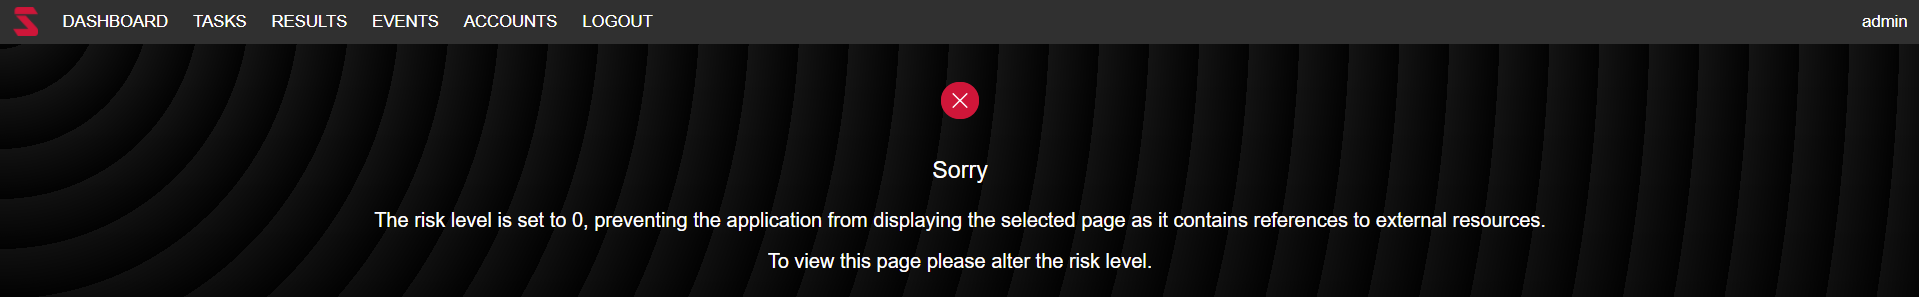 DASHBOARD TASKS RESULTS EVENTS ACCOUNTS LOGOUT admin
Sorry
The risk level is set to 0, preventing the application from displaying the selected page as it contains references to external resources.
To view this page please alter the risk level.